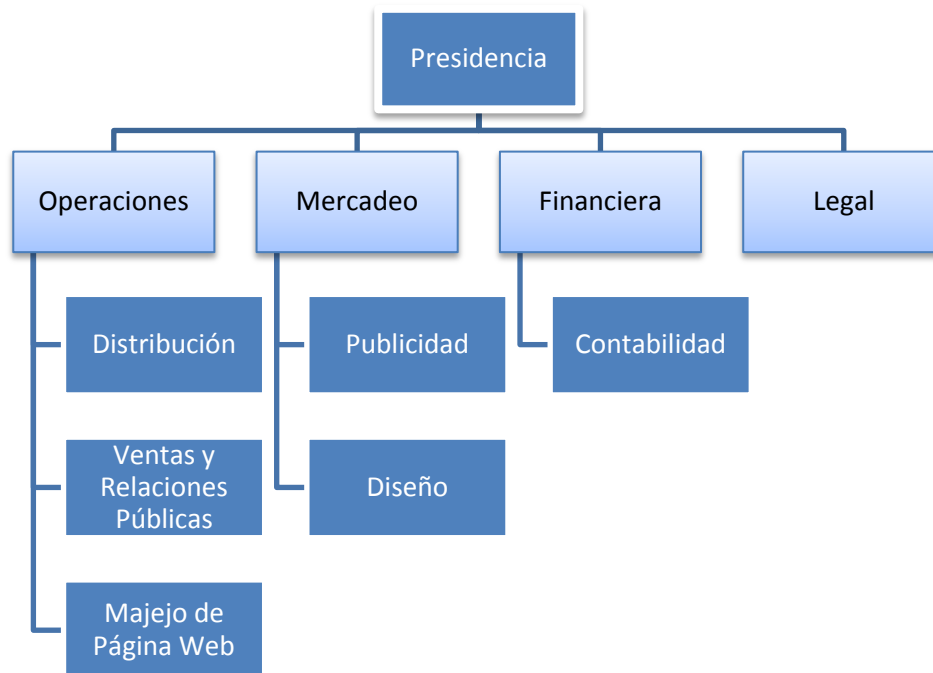 Presidencia
Operaciones
Mercadeo
Financiera
Legal
Distribución
Publicidad
Contabilidad
Ventas y
Relaciones
Públicas
Diseño
Majejo de
Página Web